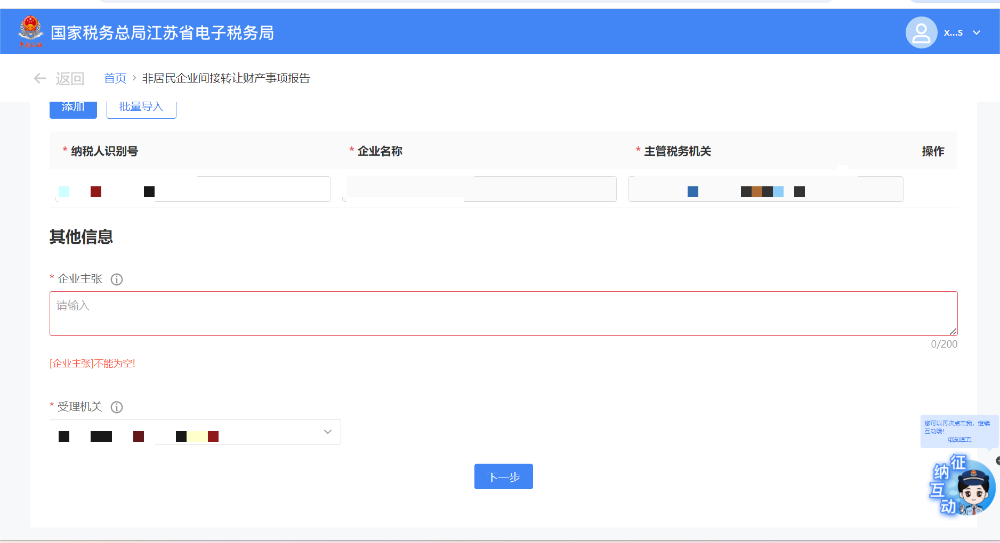 国家税务总局江苏省电子税务局
x...s
返回
首页 > 非居民企业间接转让财产事项报告
添加
批量导入
* 纳税人识别号
* 企业名称
* 主管税务机关
操作
其他信息
* 企业主张
请输入
0/200
[企业主张]不能为空!
* 受理机关
下一步
您可以再次点击我，继续
互动哦!
(我知道了)
征
纳
互
动